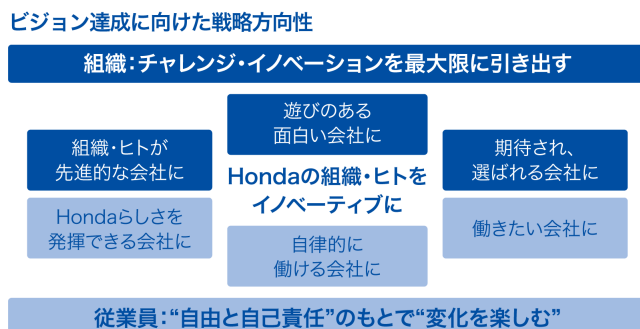 ビジョン達成に向けた戦略方向性
組織：チャレンジ・イノベーションを最大限に引き出す
遊びのある
面白い会社に
組織・ヒトが
先進的な会社に
期待され、
選ばれる会社に
Hondaの組織・ヒトを
イノベーティブに
Hondaらしさを
発揮できる会社に
自律的に
働ける会社に
働きたい会社に
従業員：“自由と自己責任”のもとで“変化を楽しむ”